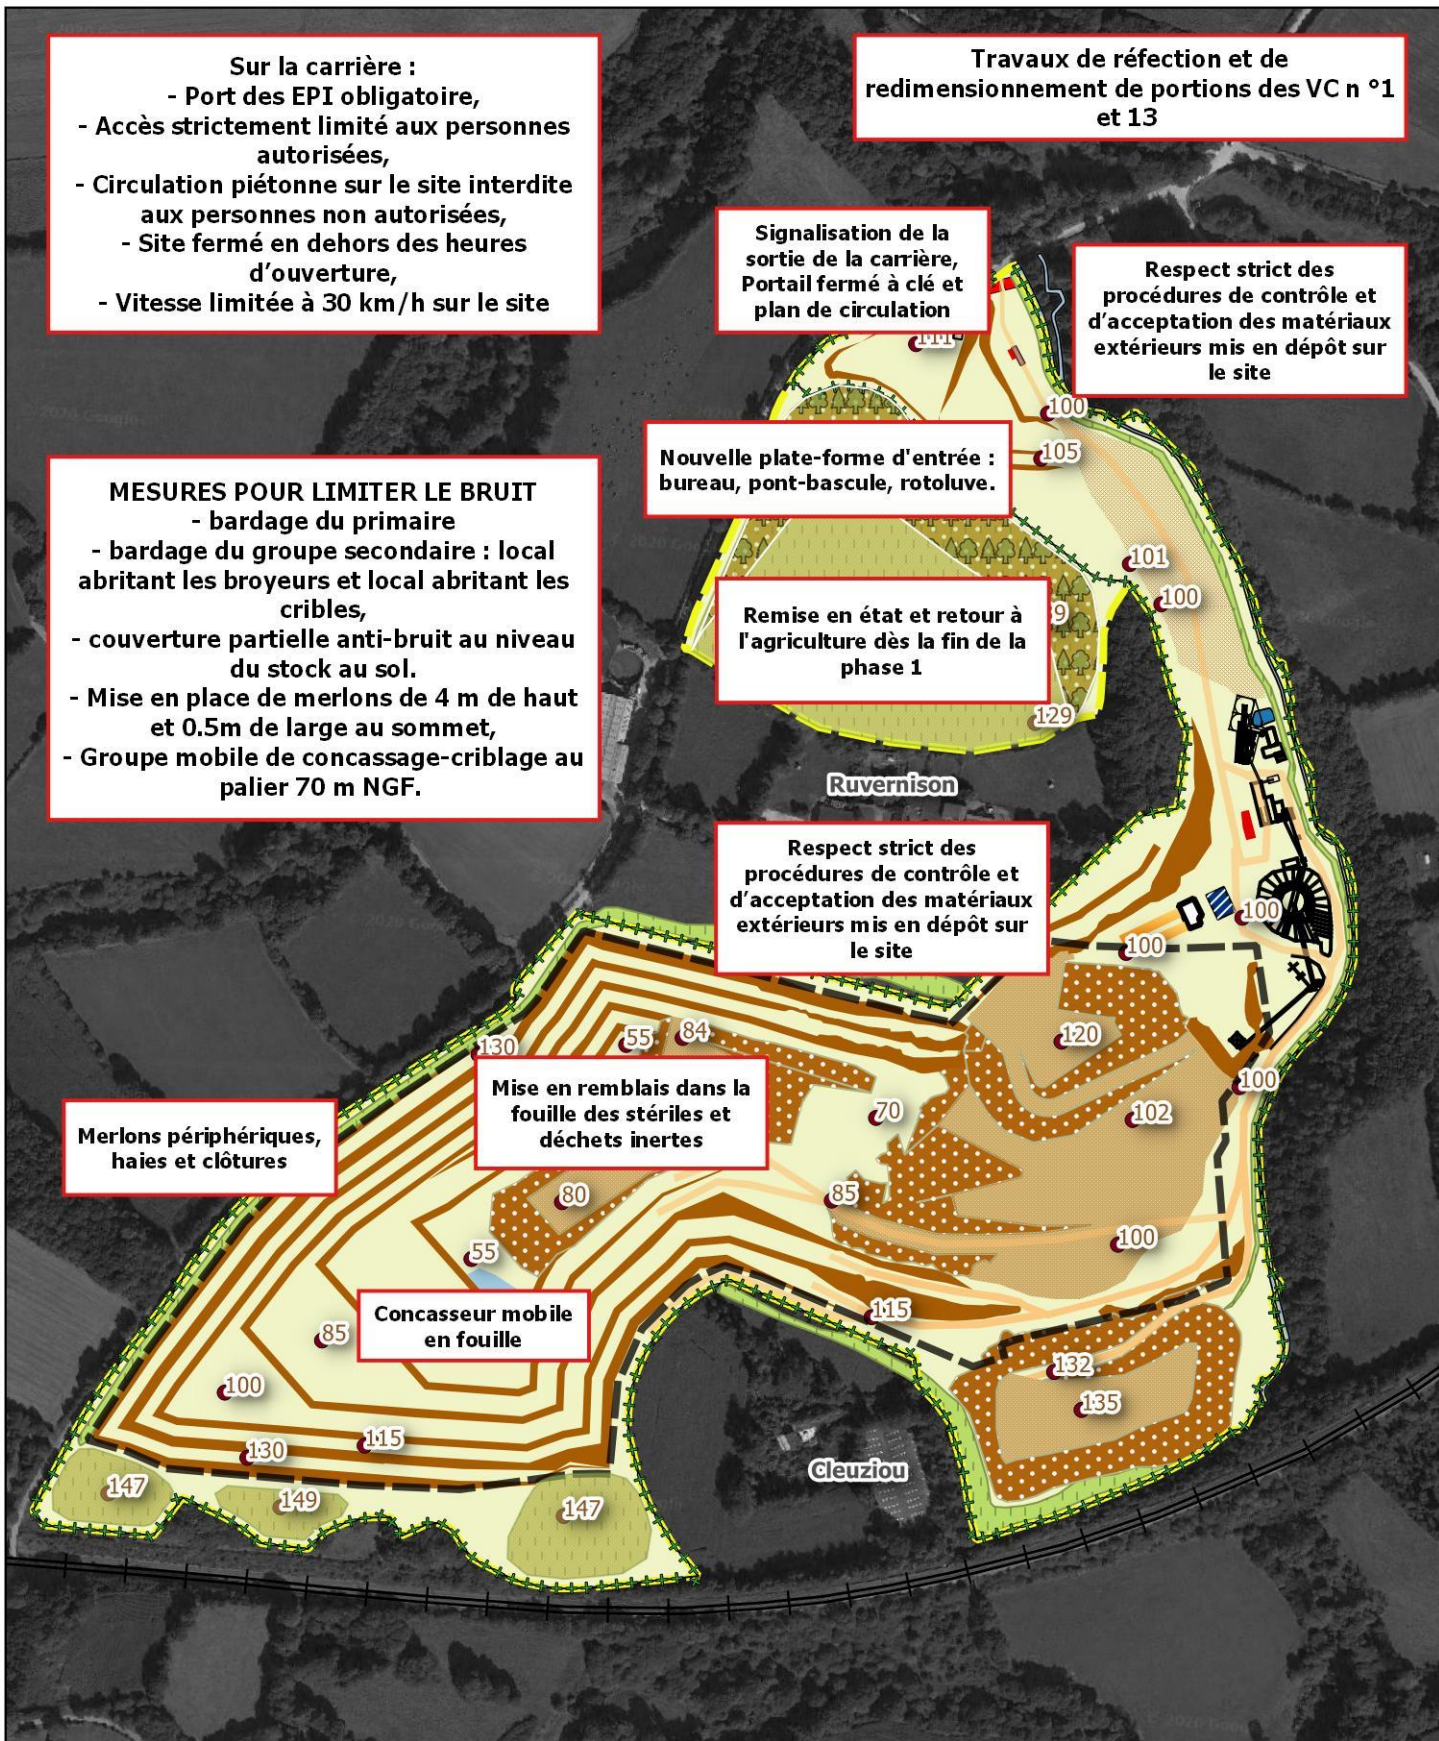 Sur la carrière :
- Port des EPI obligatoire,
- Accès strictement limité aux personnes
autorisées,
- Circulation piétonne sur le site interdite
aux personnes non autorisées,
- Site fermé en dehors des heures
d'ouverture,
- Vitesse limitée à 30 km/h sur le site
Travaux de réfection et de
redimensionnement de portions des VC n °1
et 13
Signalisation de la
sortie de la carrière,
Portail fermé à clé et
plan de circulation
Respect strict des
procédures de contrôle et
d'acceptation des matériaux
extérieurs mis en dépôt sur
le site
111
100
105
Nouvelle plate-forme d'entrée :
bureau, pont-bascule, rotoluve.
MESURES POUR LIMITER LE BRUIT
- bardage du primaire
- bardage du groupe secondaire : local
abritant les broyeurs et local abritant les
cribles,
- couverture partielle anti-bruit au niveau
du stock au sol.
- Mise en place de merlons de 4 m de haut
et 0.5m de large au sommet,
- Groupe mobile de concassage-criblage au
palier 70 m NGF.
101
100
Remise en état et retour à
l'agriculture dès la fin de la
phase 1
9
129
Ruvernison
Respect strict des
procédures de contrôle et
d'acceptation des matériaux
extérieurs mis en dépôt sur
le site
100
100
120
130
55
84
Mise en remblais dans la
fouille des stériles et
déchets inertes
70
102
100
Merlons périphériques,
haies et clôtures
80
85
55
100
Concasseur mobile
en fouille
115
85
100
132
135
130
115
Cleuziou
147
149
147